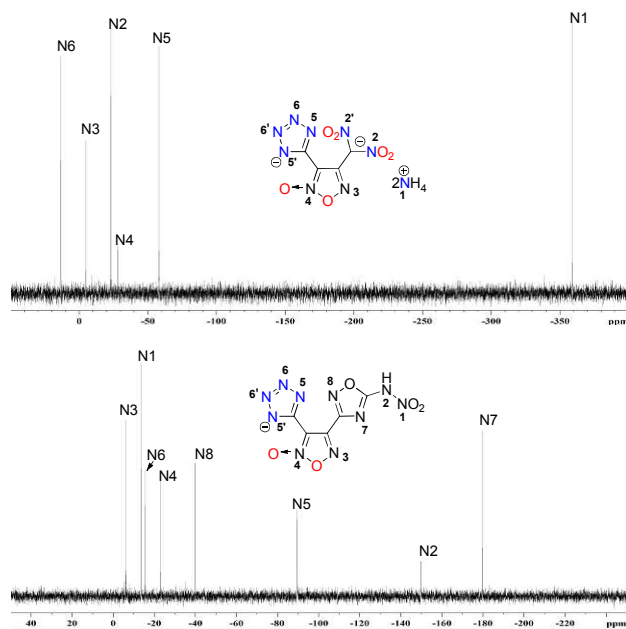 N2
N1
N6
N5
N3
N4
6
N
2'
6' N
N 5
O2N
N
N
2
5'
⊖
⊖
NO2
⊕
2NH4
1
O
N
4
O
N 3
0
-50
-100
-150
-200
-250
-300
-350
ppm
N1
N3
N6
N4
N8
N5
N2
N7
6
N
8
N
O
H
N
2
NO2
1
6' N
N 5
N
5'
⊖
N
7
O
N
4
O
N 3
40
20
0
-20
-40
-60
-80
-100
-120
-140
-160
-180
-200
-220
ppm